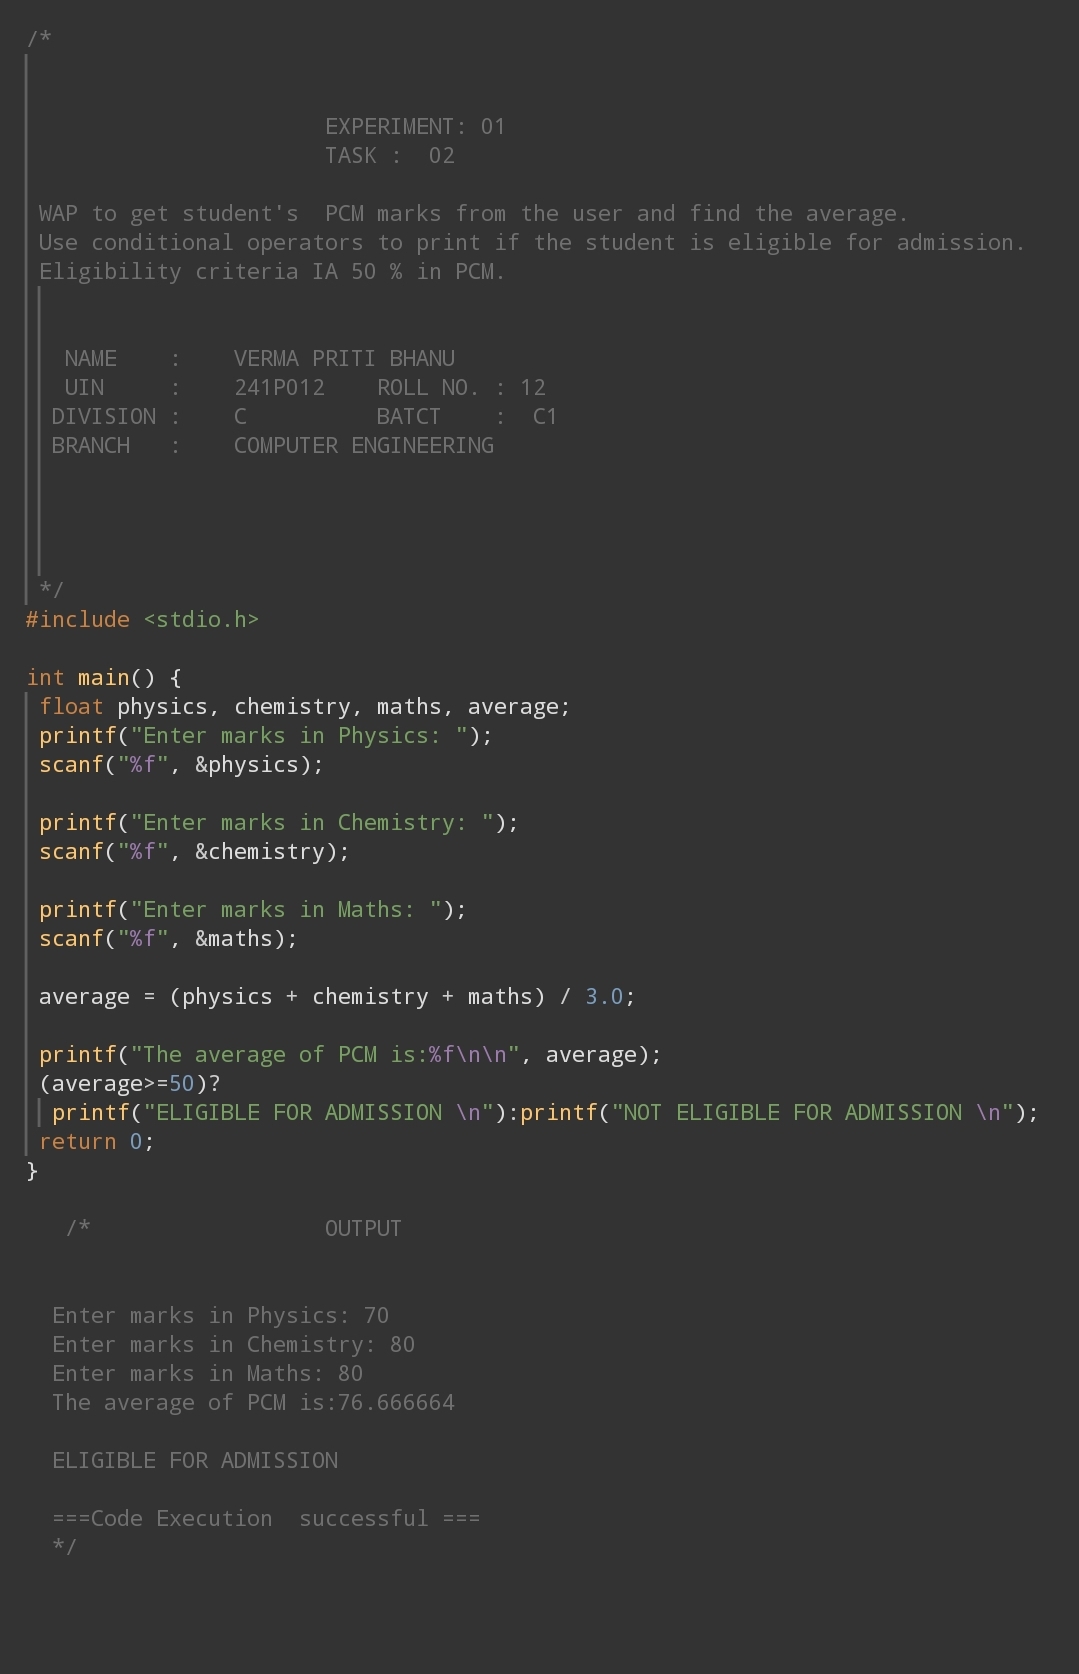 /*
EXPERIMENT: 01
TASK :  02
WAP to get student's  PCM marks from the user and find the average.
Use conditional operators to print if the student is eligible for admission.
Eligibility criteria IA 50 % in PCM.
NAME    :    VERMA PRITI BHANU
UIN     :    241P012    ROLL NO. : 12
DIVISION :    C          BATCT    :  C1
BRANCH   :    COMPUTER ENGINEERING
*/
#include <stdio.h>
int main() {
float physics, chemistry, maths, average;
printf("Enter marks in Physics: ");
scanf("%f", &physics);
printf("Enter marks in Chemistry: ");
scanf("%f", &chemistry);
printf("Enter marks in Maths: ");
scanf("%f", &maths);
average = (physics + chemistry + maths) / 3.0;
printf("The average of PCM is:%f\n\n", average);
(average>=50)?
printf("ELIGIBLE FOR ADMISSION \n"):printf("NOT ELIGIBLE FOR ADMISSION \n");
return 0;
}
/*                  OUTPUT
Enter marks in Physics: 70
Enter marks in Chemistry: 80
Enter marks in Maths: 80
The average of PCM is:76.666664
ELIGIBLE FOR ADMISSION
===Code Execution  successful ===
*/